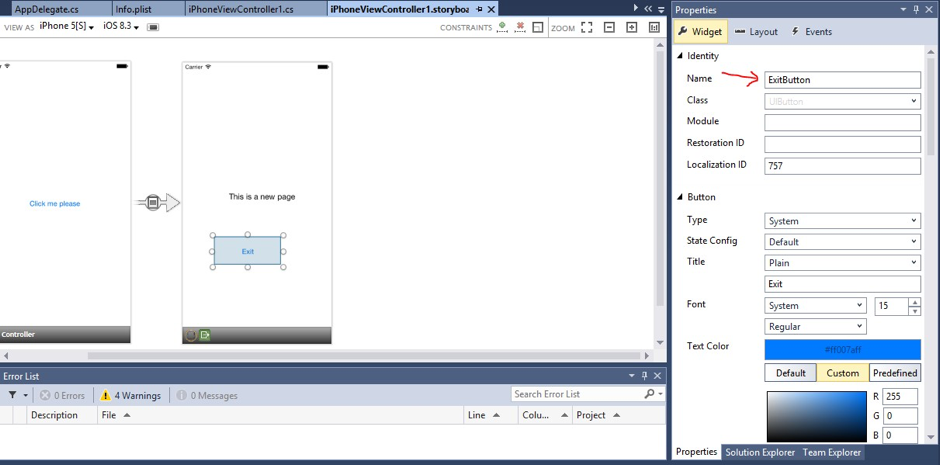 AppDelegate.cs Info.plist iPhoneViewController1.cs iPhoneViewController1.storyboa
VIEW AS iPhone 5[S] iOS 8.3 CONSTRAINTS ZOOM
Carrier
Click me please
This is a new page
Exit
Controller
Error List
0 Errors 4 Warnings 0 Messages Search Error List
Description File Line Colu... Project
Properties
Widget Layout Events
Identity
Name ExitButton
Class UIButton
Module
Restoration ID
Localization ID 757
Button
Type System
State Config Default
Title Plain
Exit
Font System 15
Regular
Text Color #ff007aff
Default Custom Predefined
R 255
G 0
B 0
Properties Solution Explorer Team Explorer